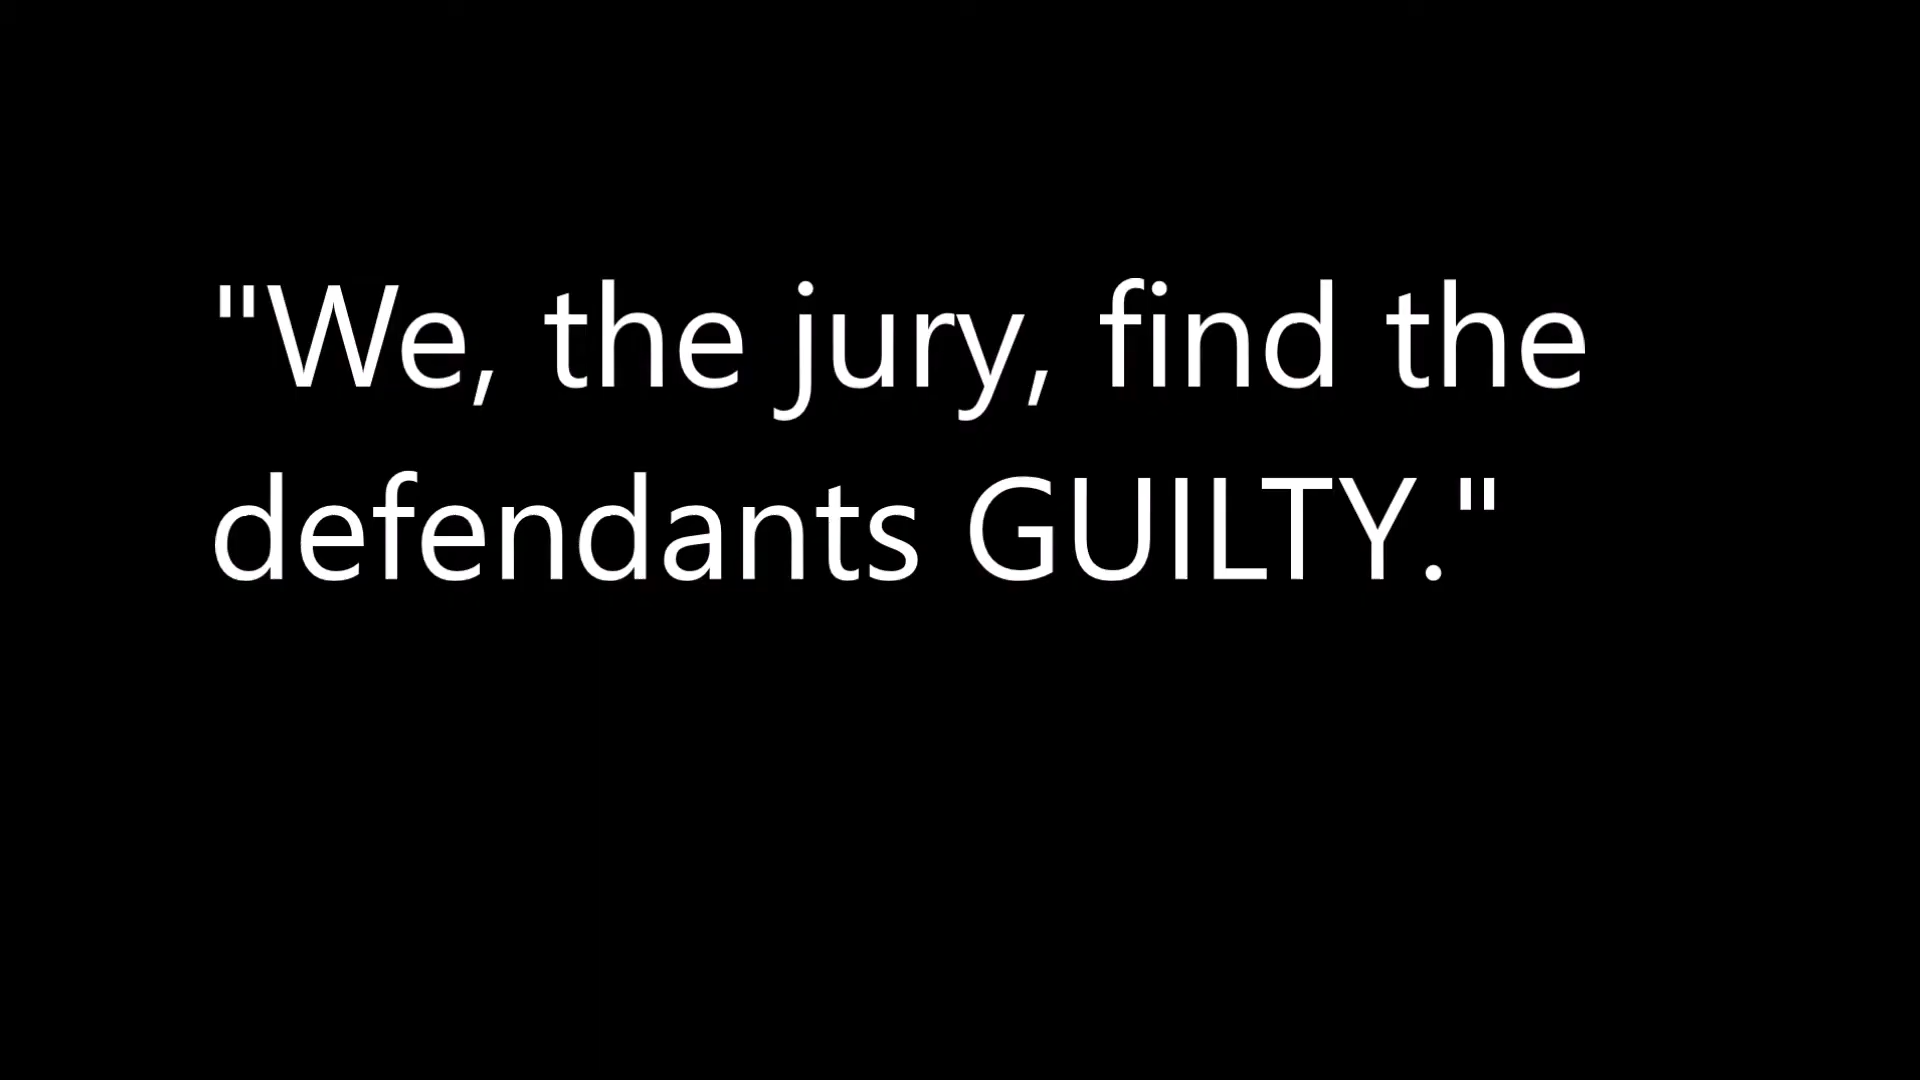 "We, the jury, find the
defendants GUILTY."